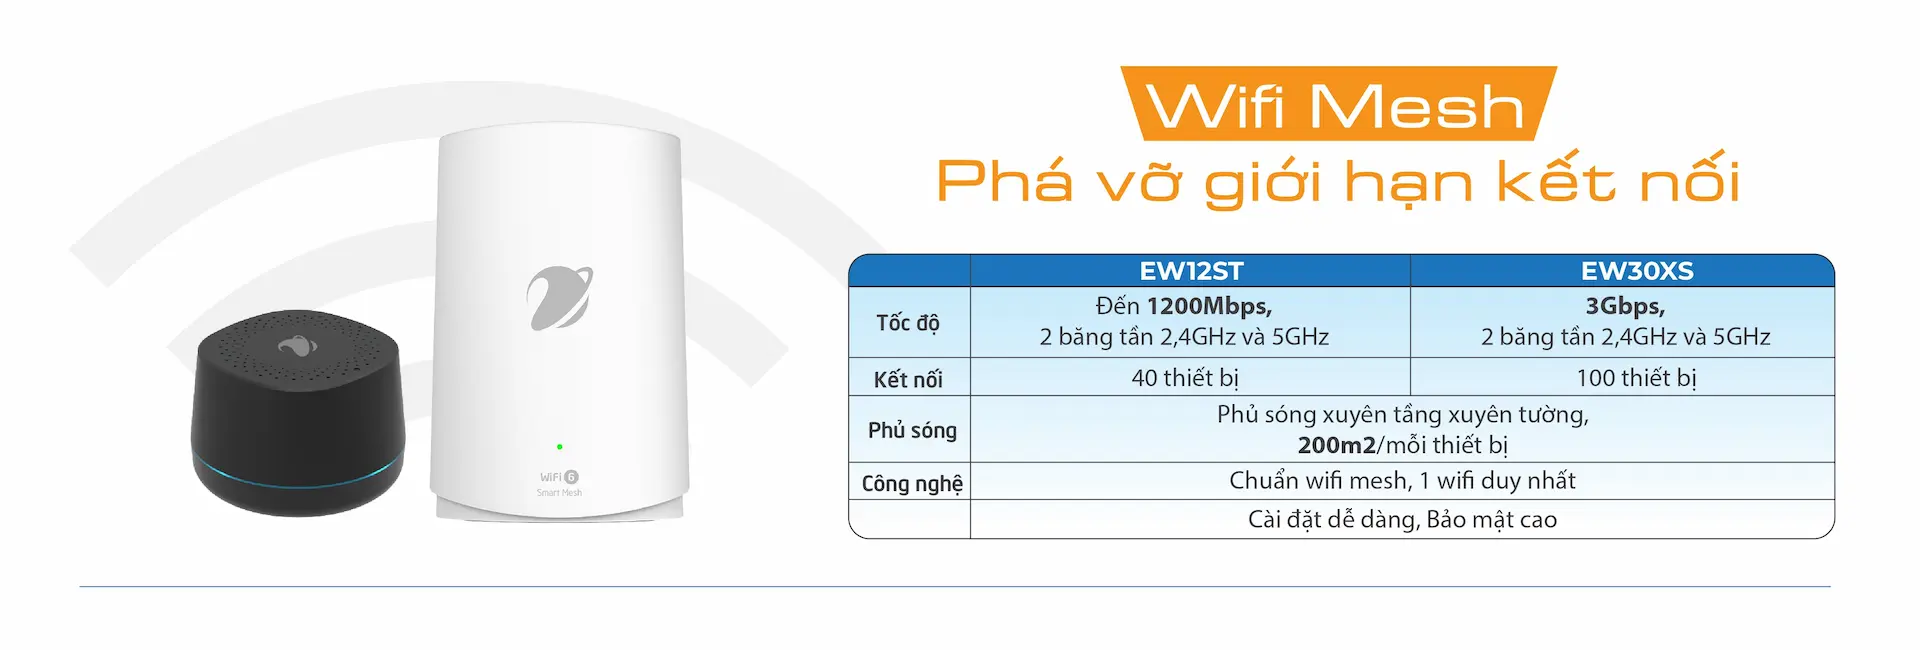 Wifi Mesh
Phá vỡ giới hạn kết nối
EW12ST EW30XS
Tốc độ
Đến 1200Mbps,
2 băng tần 2,4GHz và 5GHz
3Gbps,
2 băng tần 2,4GHz và 5GHz
Kết nối 40 thiết bị 100 thiết bị
Phủ sóng
Phủ sóng xuyên tầng xuyên tường,
200m2/mỗi thiết bị
Công nghệ Chuẩn wifi mesh, 1 wifi duy nhất
Cài đặt dễ dàng, Bảo mật cao
WiFi 6
Smart Mesh